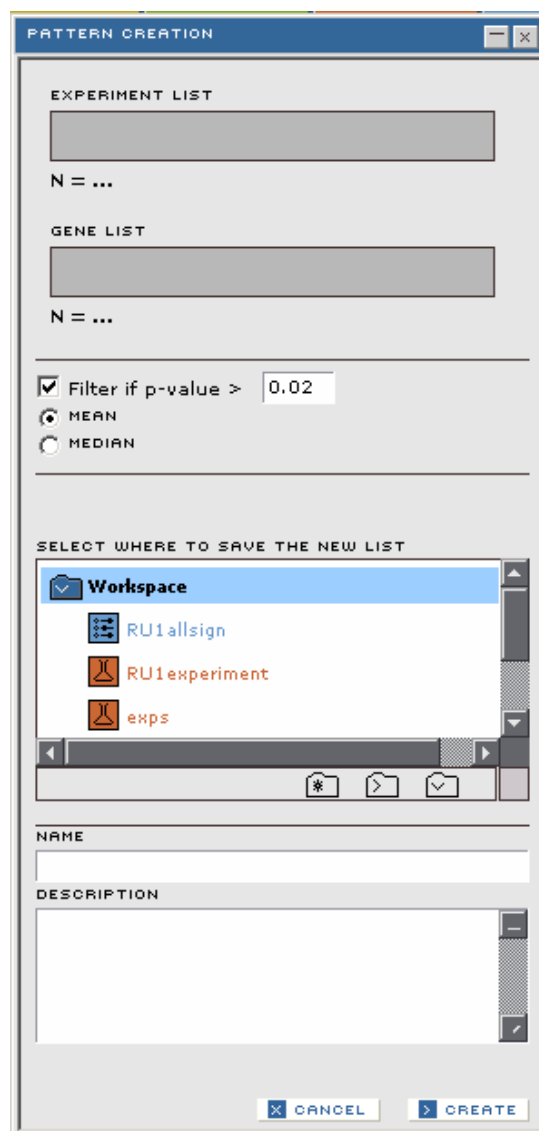 PATTERN CREATION
EXPERIMENT LIST
N = ...
GENE LIST
N = ...
Filter if p-value > 0.02
MEAN
MEDIAN
SELECT WHERE TO SAVE THE NEW LIST
Workspace
RU1allsign
RU1experiment
exps
NAME
DESCRIPTION
CANCEL CREATE